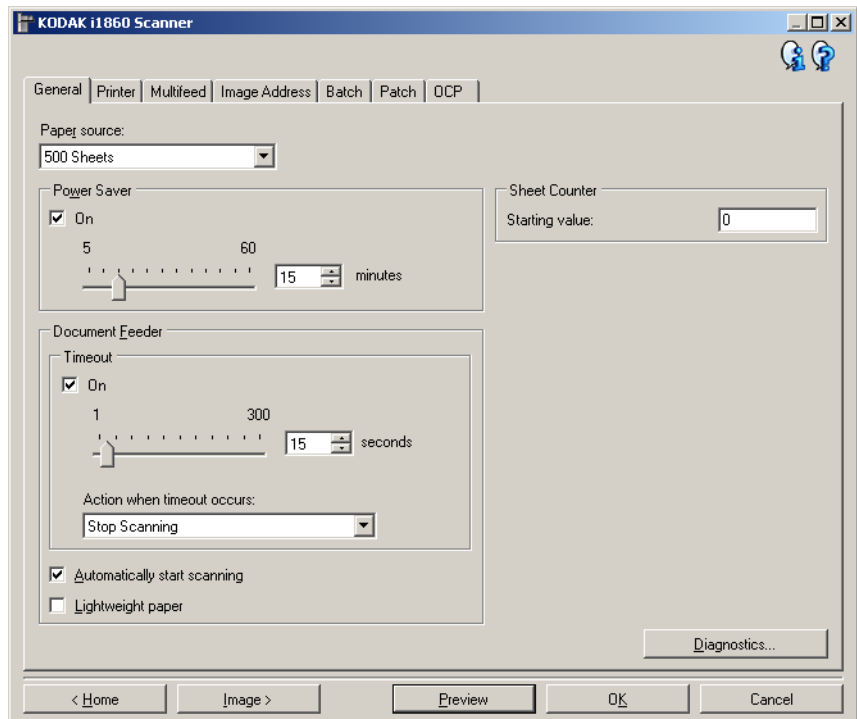 KODAK i1860 Scanner
General Printer Multifeed Image Address Batch Patch OCP
Paper source:
500 Sheets
Power Saver
On
5 60
15 minutes
Sheet Counter
Starting value: 0
Document Feeder
Timeout
On
1 300
15 seconds
Action when timeout occurs:
Stop Scanning
Automatically start scanning
Lightweight paper
Diagnostics...
< Home Image > Preview OK Cancel